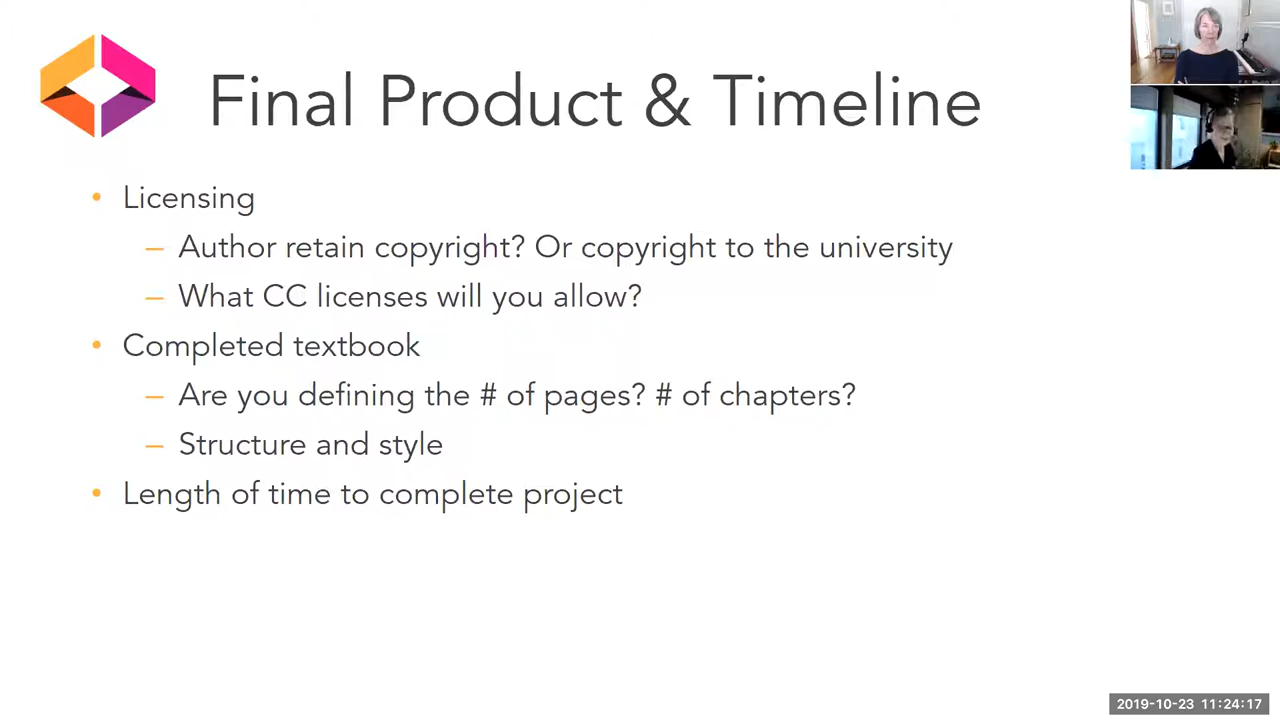 Final Product & Timeline
• Licensing
– Author retain copyright? Or copyright to the university
– What CC licenses will you allow?
• Completed textbook
– Are you defining the # of pages? # of chapters?
– Structure and style
• Length of time to complete project
2019-10-23 11:24:17